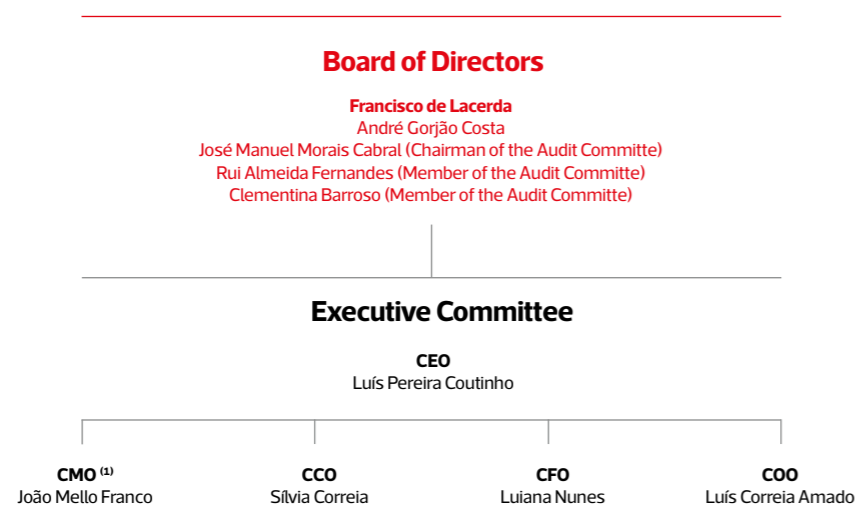 Board of Directors
Francisco de Lacerda
André Gorjão Costa
José Manuel Morais Cabral (Chairman of the Audit Committe)
Rui Almeida Fernandes (Member of the Audit Committe)
Clementina Barroso (Member of the Audit Committe)
Executive Committee
CEO
Luís Pereira Coutinho
CMO (1) CCO CFO COO
João Mello Franco Sílvia Correia Luiana Nunes Luís Correia Amado